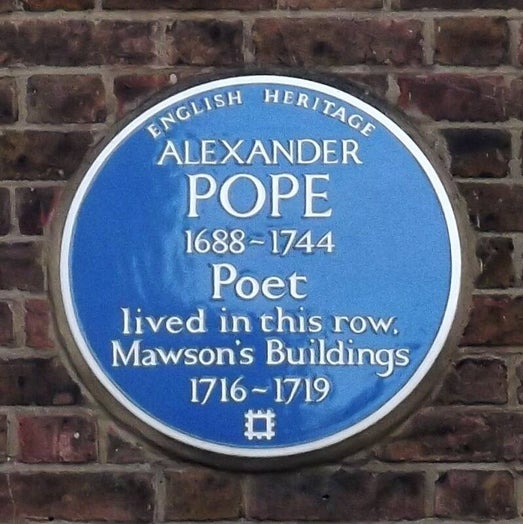 ENGLISH HERITAGE
ALEXANDER
POPE
1688~1744
Poet
lived in this row,
Mawson's Buildings
1716~1719